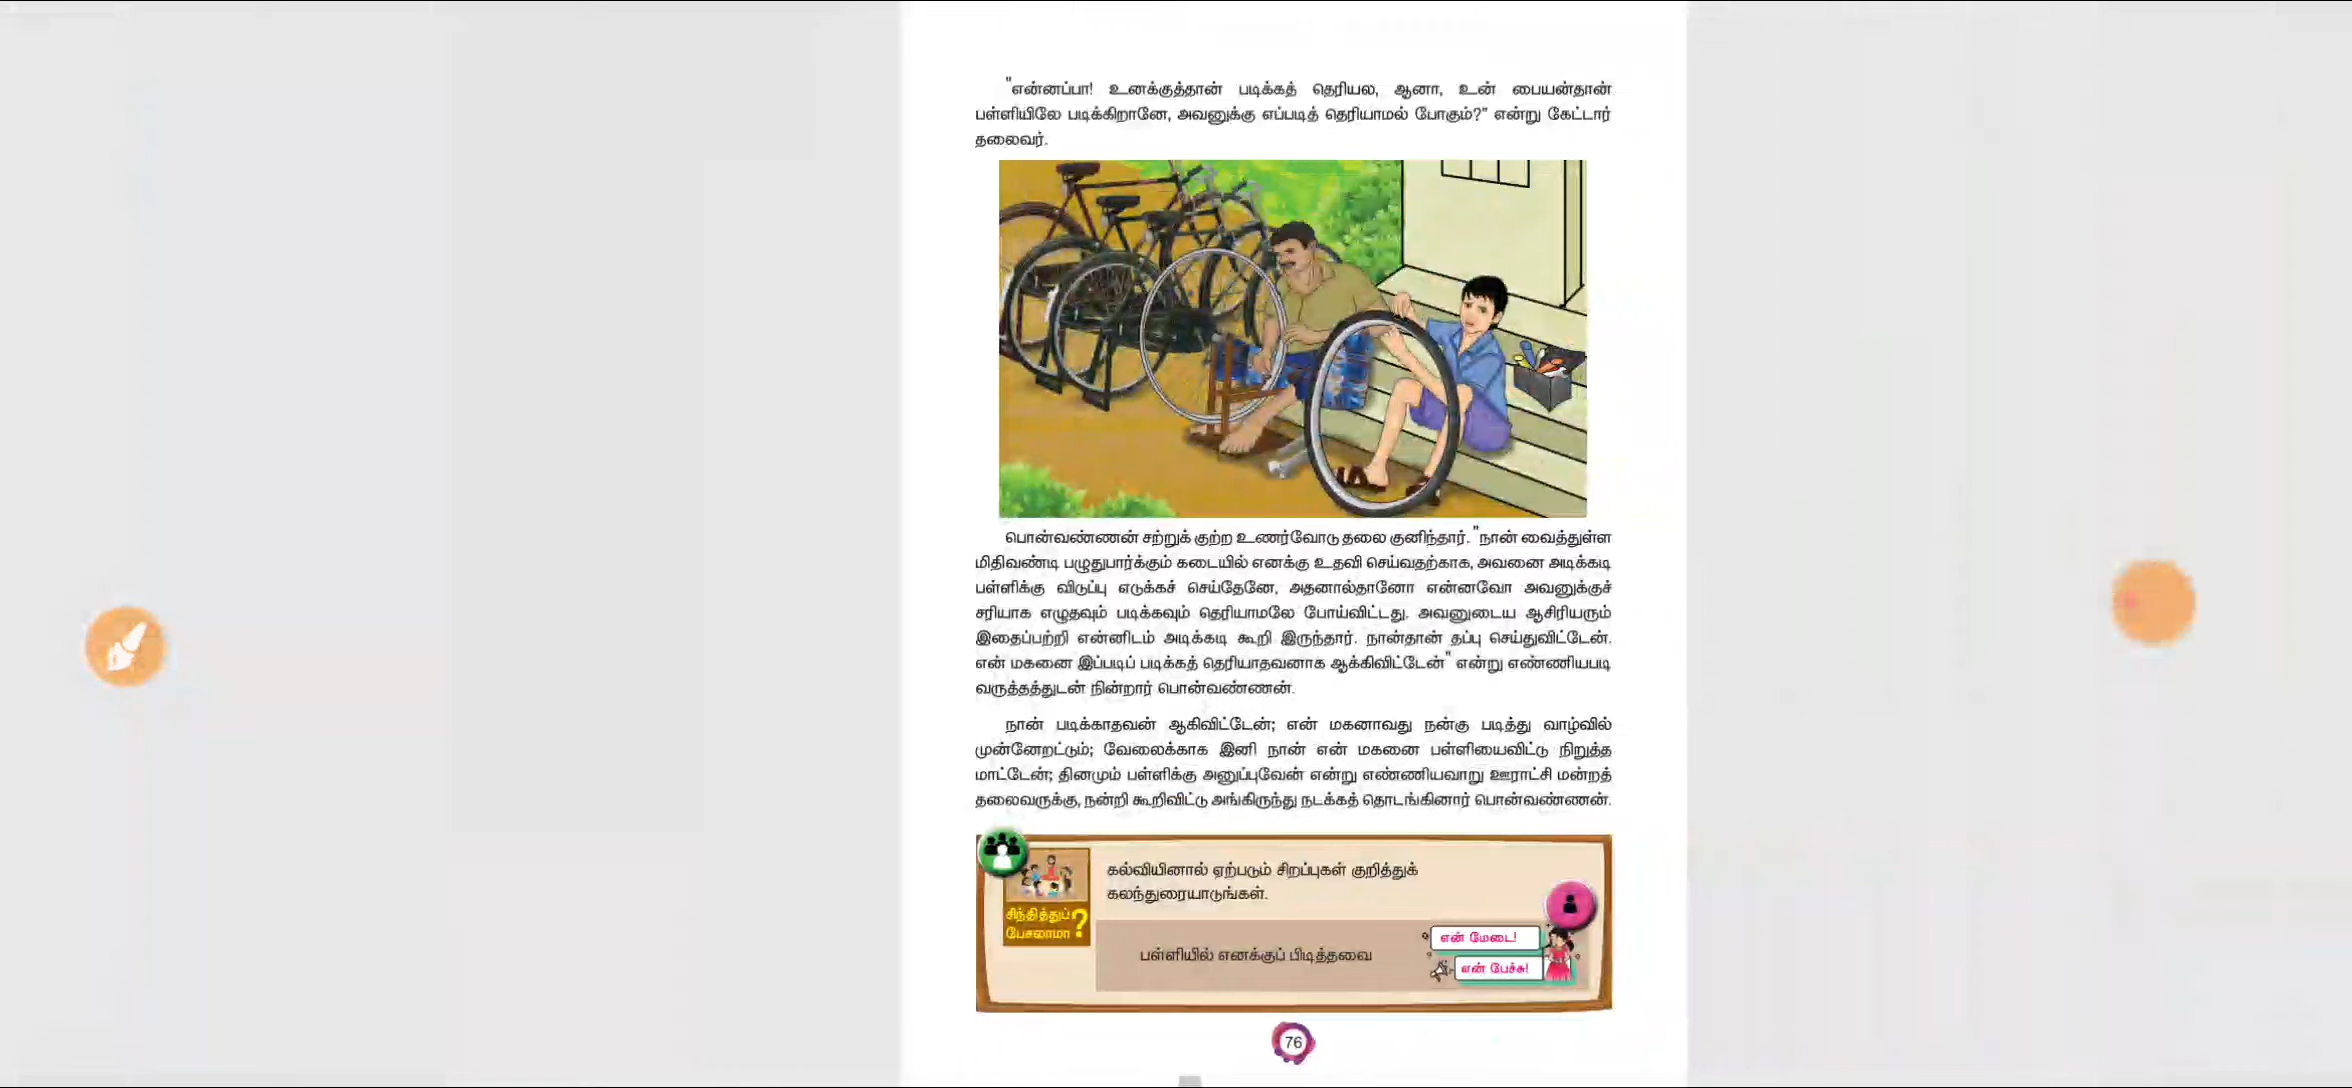 "என்னப்பா! உனக்குத்தான் படிக்கத் தெரியல, ஆனா, உன் பையன்தான்
பள்ளியிலே படிக்கிறானே, அவனுக்கு எப்படித் தெரியாமல் போகும்?" என்று கேட்டார்
தலைவர்.
பொன்வண்ணன் சற்றுக் குற்ற உணர்வோடு தலை குனிந்தார். "நான் வைத்துள்ள
மிதிவண்டி பழுதுபார்க்கும் கடையில் எனக்கு உதவி செய்வதற்காக, அவனை அடிக்கடி
பள்ளிக்கு விடுப்பு எடுக்கச் செய்தேனே, அதனால்தானோ என்னவோ அவனுக்குச்
சரியாக எழுதவும் படிக்கவும் தெரியாமலே போய்விட்டது. அவனுடைய ஆசிரியரும்
இதைப்பற்றி என்னிடம் அடிக்கடி கூறி இருந்தார். நான்தான் தப்பு செய்துவிட்டேன்.
என் மகனை இப்படிப் படிக்கத் தெரியாதவனாக ஆக்கிவிட்டேன்" என்று எண்ணியபடி
வருத்தத்துடன் நின்றார் பொன்வண்ணன்.
நான் படிக்காதவன் ஆகிவிட்டேன்; என் மகனாவது நன்கு படித்து வாழ்வில்
முன்னேறட்டும்; வேலைக்காக இனி நான் என் மகனை பள்ளியைவிட்டு நிறுத்த
மாட்டேன்; தினமும் பள்ளிக்கு அனுப்புவேன் என்று எண்ணியவாறு ஊராட்சி மன்றத்
தலைவருக்கு, நன்றி கூறிவிட்டு அங்கிருந்து நடக்கத் தொடங்கினார் பொன்வண்ணன்.
கல்வியினால் ஏற்படும் சிறப்புகள் குறித்துக்
கலந்துரையாடுங்கள்.
சிந்தித்துப்
பேசலாமா ?
என் மேடை!
பள்ளியில் எனக்குப் பிடித்தவை
என் பேச்சு!
76